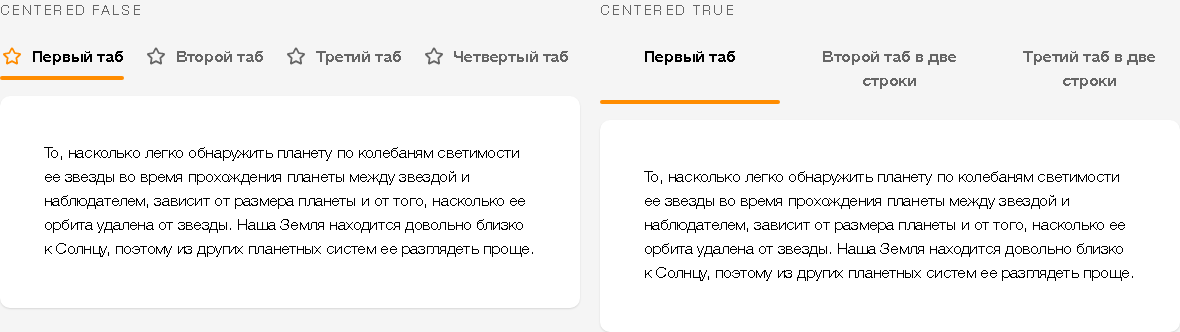 CENTERED FALSE
Первый таб Второй таб Третий таб Четвертый таб
То, насколько легко обнаружить планету по колебаням светимости
ее звезды во время прохождения планеты между звездой и
наблюдателем, зависит от размера планеты и от того, насколько ее
орбита удалена от звезды. Наша Земля находится довольно близко
к Солнцу, поэтому из других планетных систем ее разглядеть проще.
CENTERED TRUE
Первый таб Второй таб в две Третий таб в две
строки строки
То, насколько легко обнаружить планету по колебаням светимости
ее звезды во время прохождения планеты между звездой и
наблюдателем, зависит от размера планеты и от того, насколько ее
орбита удалена от звезды. Наша Земля находится довольно близко
к Солнцу, поэтому из других планетных систем ее разглядеть проще.